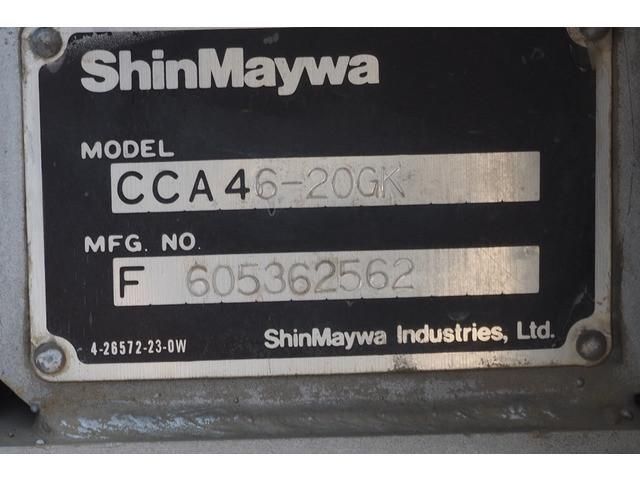 ShinMaywa
MODEL
CCA46-20GK
MFG. NO.
F 605362562
4-26572-23-0W
ShinMaywa Industries, Ltd.